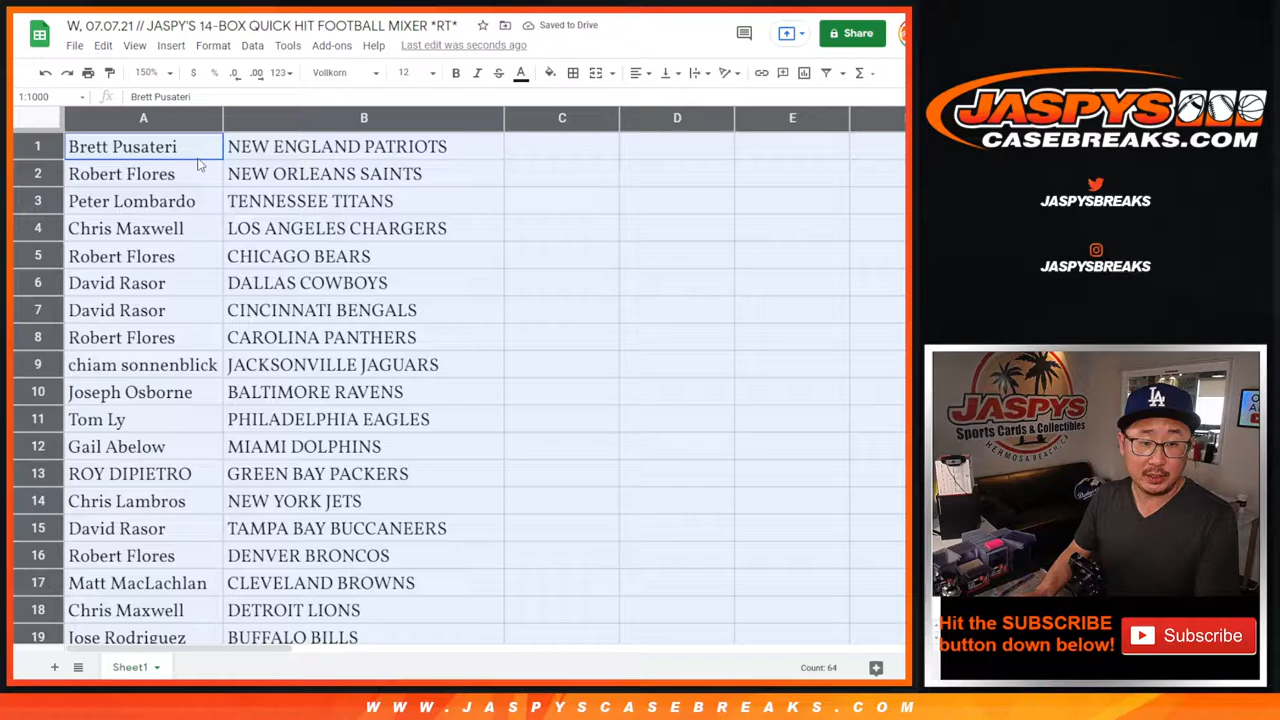 W, 07.07.21 // JASPY'S 14-BOX QUICK HIT FOOTBALL MIXER *RT*
Saved to Drive
File Edit View Insert Format Data Tools Add-ons Help Last edit was seconds ago
Share
150% $ % .0 .00 123 Vollkorn 12 B I S A
1:1000 fx Brett Pusateri
A B C D E
1 Brett Pusateri NEW ENGLAND PATRIOTS
2 Robert Flores NEW ORLEANS SAINTS
3 Peter Lombardo TENNESSEE TITANS
4 Chris Maxwell LOS ANGELES CHARGERS
5 Robert Flores CHICAGO BEARS
6 David Rasor DALLAS COWBOYS
7 David Rasor CINCINNATI BENGALS
8 Robert Flores CAROLINA PANTHERS
9 chiam sonnenblick JACKSONVILLE JAGUARS
10 Joseph Osborne BALTIMORE RAVENS
11 Tom Ly PHILADELPHIA EAGLES
12 Gail Abelow MIAMI DOLPHINS
13 ROY DIPIETRO GREEN BAY PACKERS
14 Chris Lambros NEW YORK JETS
15 David Rasor TAMPA BAY BUCCANEERS
16 Robert Flores DENVER BRONCOS
17 Matt MacLachlan CLEVELAND BROWNS
18 Chris Maxwell DETROIT LIONS
19 Jose Rodriguez BUFFALO BILLS
Sheet1
Count: 64
JASPYS
CASEBREAKS.COM
JASPYSBREAKS
JASPYSBREAKS
JASPYS
Sports Cards & Collectibles
HERMOSA BEACH, CA
LA
Hit the SUBSCRIBE
button down below!
Subscribe
WWW.JASPYSCASEBREAKS.COM